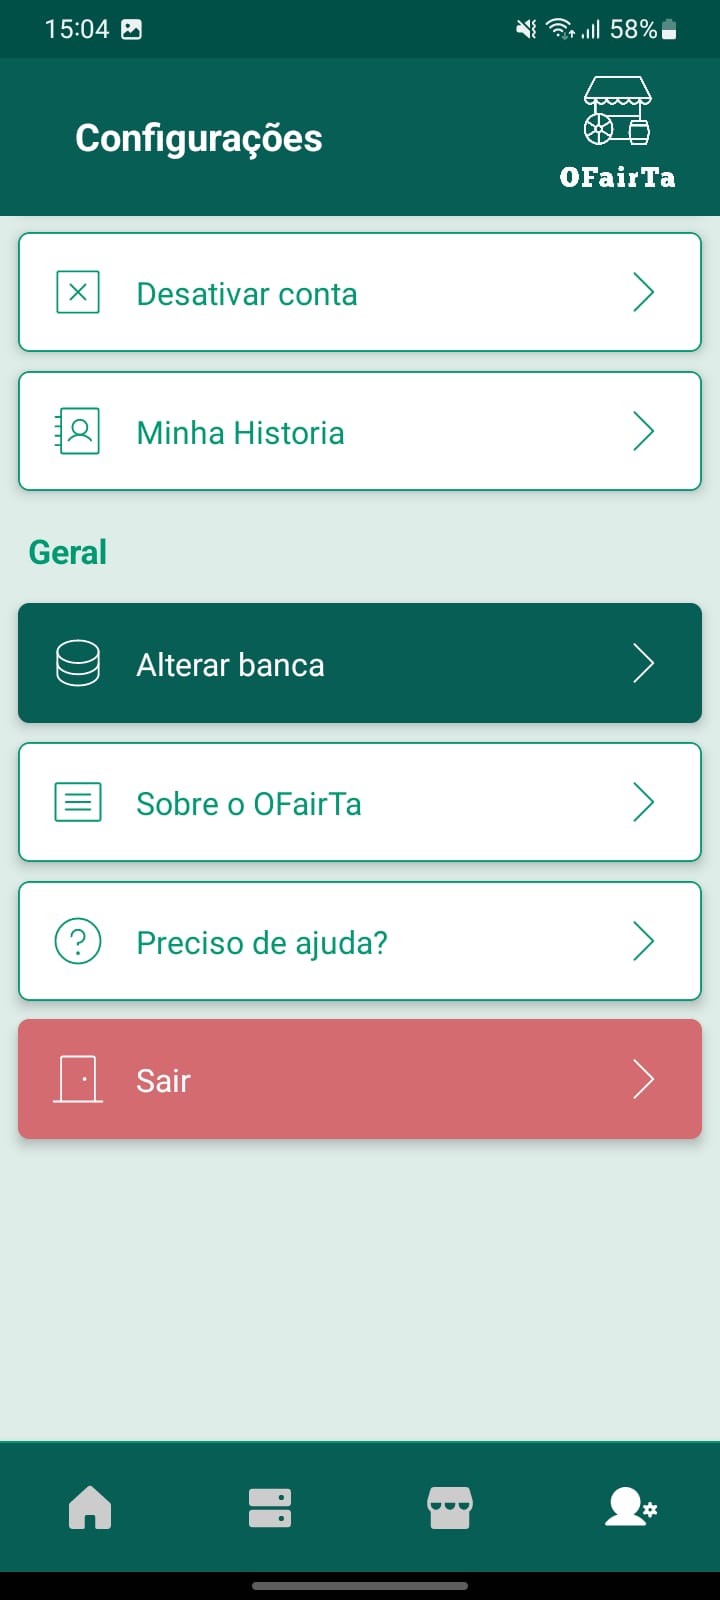 15:04
58%
Configurações
OFairTa
Desativar conta
Minha Historia
Geral
Alterar banca
Sobre o OFairTa
Preciso de ajuda?
Sair